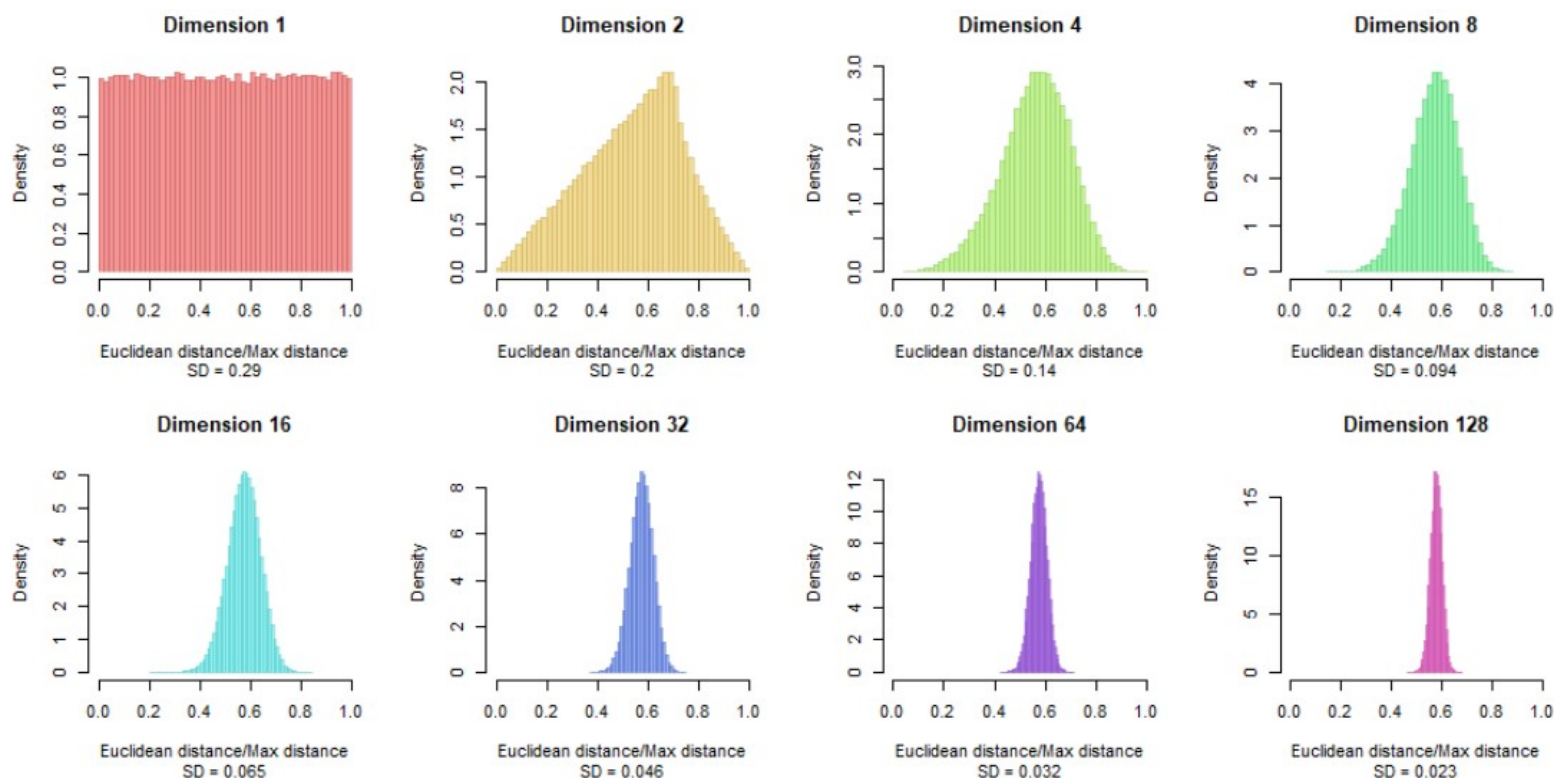 Dimension 1
Density
0.0 0.2 0.4 0.6 0.8 1.0
0.0 0.2 0.4 0.6 0.8 1.0
Euclidean distance/Max distance
SD = 0.29
Dimension 2
Density
0.0 0.5 1.0 1.5 2.0
0.0 0.2 0.4 0.6 0.8 1.0
Euclidean distance/Max distance
SD = 0.2
Dimension 4
Density
0.0 1.0 2.0 3.0
0.0 0.2 0.4 0.6 0.8 1.0
Euclidean distance/Max distance
SD = 0.14
Dimension 8
Density
0 1 2 3 4
0.0 0.2 0.4 0.6 0.8 1.0
Euclidean distance/Max distance
SD = 0.094
Dimension 16
Density
0 1 2 3 4 5 6
0.0 0.2 0.4 0.6 0.8 1.0
Euclidean distance/Max distance
SD = 0.065
Dimension 32
Density
0 2 4 6 8
0.0 0.2 0.4 0.6 0.8 1.0
Euclidean distance/Max distance
SD = 0.046
Dimension 64
Density
0 2 4 6 8 10 12
0.0 0.2 0.4 0.6 0.8 1.0
Euclidean distance/Max distance
SD = 0.032
Dimension 128
Density
0 5 10 15
0.0 0.2 0.4 0.6 0.8 1.0
Euclidean distance/Max distance
SD = 0.023